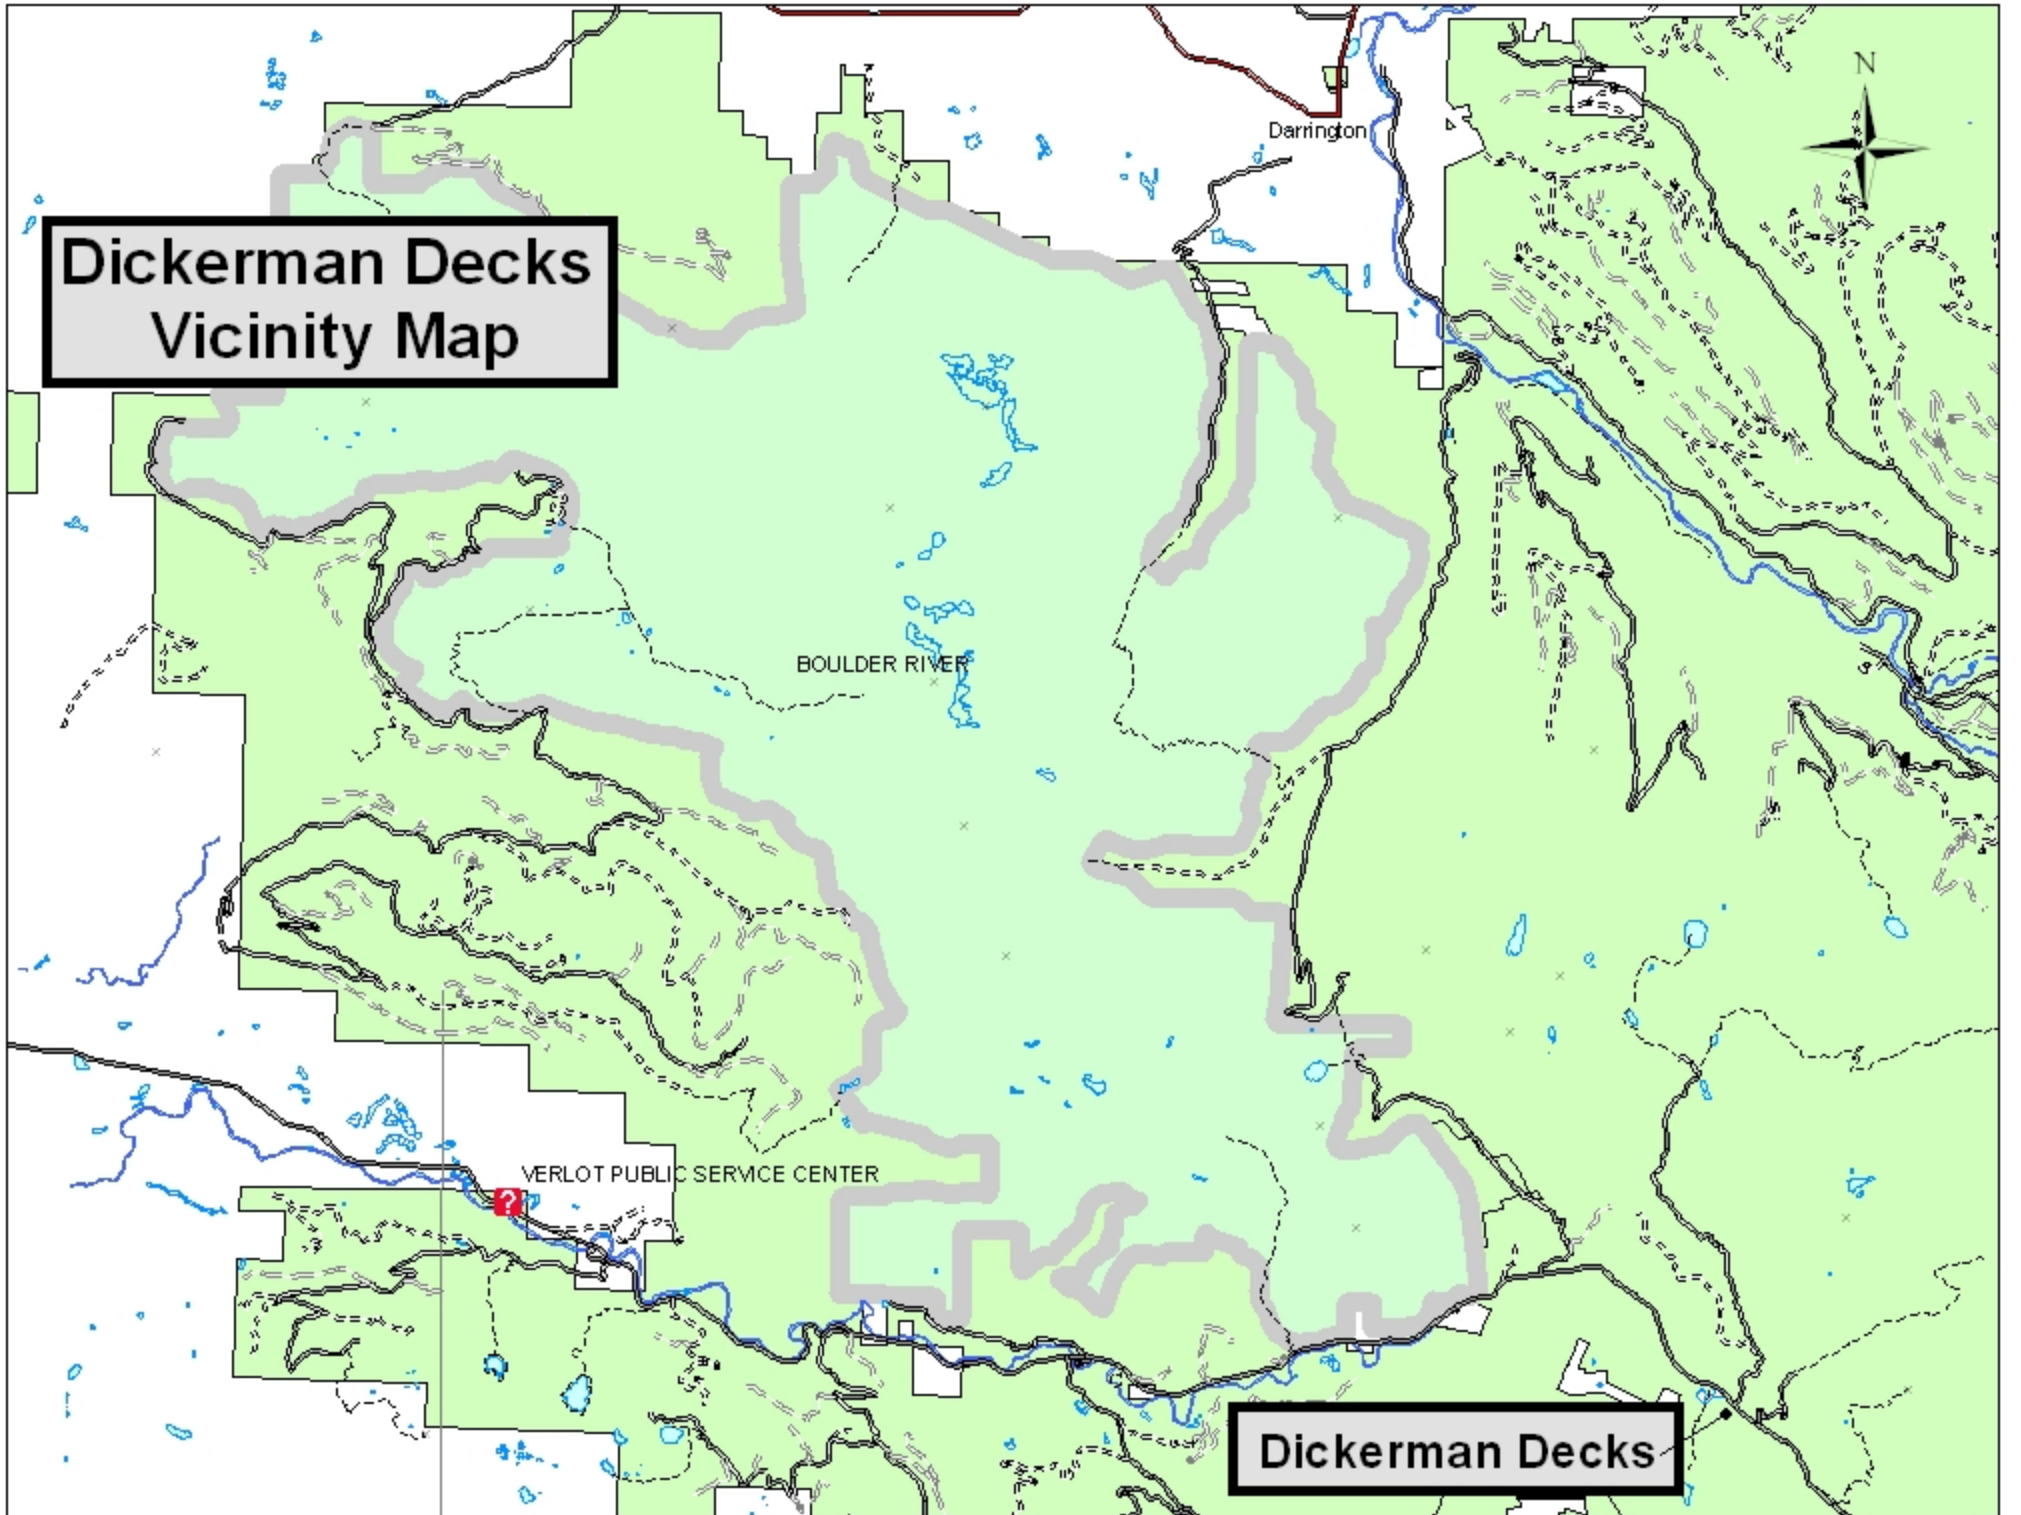 N
Darrington
Dickerman Decks
Vicinity Map
BOULDER RIVER
VERLOT PUBLIC SERVICE CENTER
?
Dickerman Decks